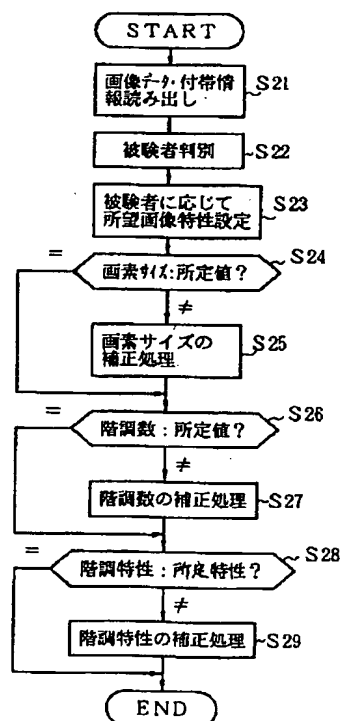 START
画像データ・付帯情
報読み出し
S21
被験者判別
S22
被験者に応じて
所望画像特性設定
S23
画素サイズ:所定値?
S24
=
≠
画素サイズの
補正処理
S25
階調数:所定値?
S26
=
≠
階調数の補正処理
S27
階調特性:所定特性?
S28
=
≠
階調特性の補正処理
S29
END